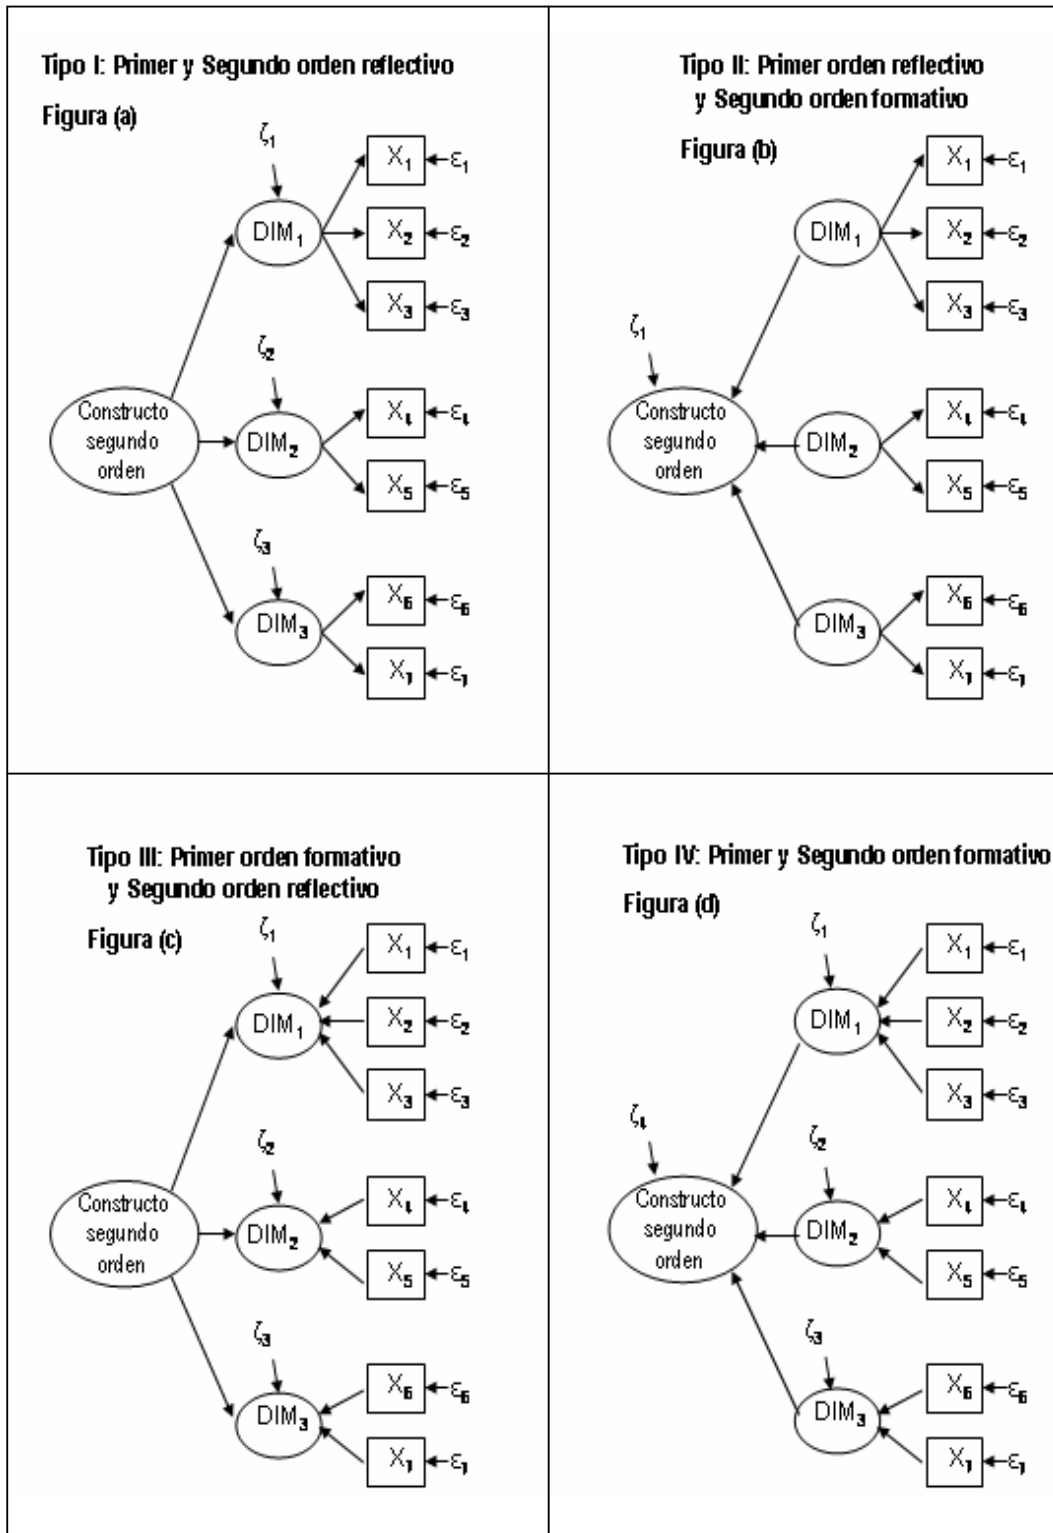 Tipo I: Primer y Segundo orden reflectivo
Figura (a)
ζ₁
X₁ ε₁
DIM₁
X₂ ε₂
X₃ ε₃
ζ₂
Constructo
segundo
orden
X₄ ε₄
DIM₂
X₅ ε₅
ζ₃
X₆ ε₆
DIM₃
X₇ ε₇
Tipo II: Primer orden reflectivo
y Segundo orden formativo
Figura (b)
X₁ ε₁
DIM₁
X₂ ε₂
X₃ ε₃
ζ₁
Constructo
segundo
orden
X₄ ε₄
DIM₂
X₅ ε₅
X₆ ε₆
DIM₃
X₇ ε₇
Tipo III: Primer orden formativo
y Segundo orden reflectivo
Figura (c)
ζ₁
X₁ ε₁
DIM₁
X₂ ε₂
X₃ ε₃
ζ₂
Constructo
segundo
orden
X₄ ε₄
DIM₂
X₅ ε₅
ζ₃
X₆ ε₆
DIM₃
X₇ ε₇
Tipo IV: Primer y Segundo orden formativo
Figura (d)
ζ₁
X₁ ε₁
DIM₁
X₂ ε₂
X₃ ε₃
ζ₄
ζ₂
Constructo
segundo
orden
X₄ ε₄
DIM₂
X₅ ε₅
ζ₃
X₆ ε₆
DIM₃
X₇ ε₇